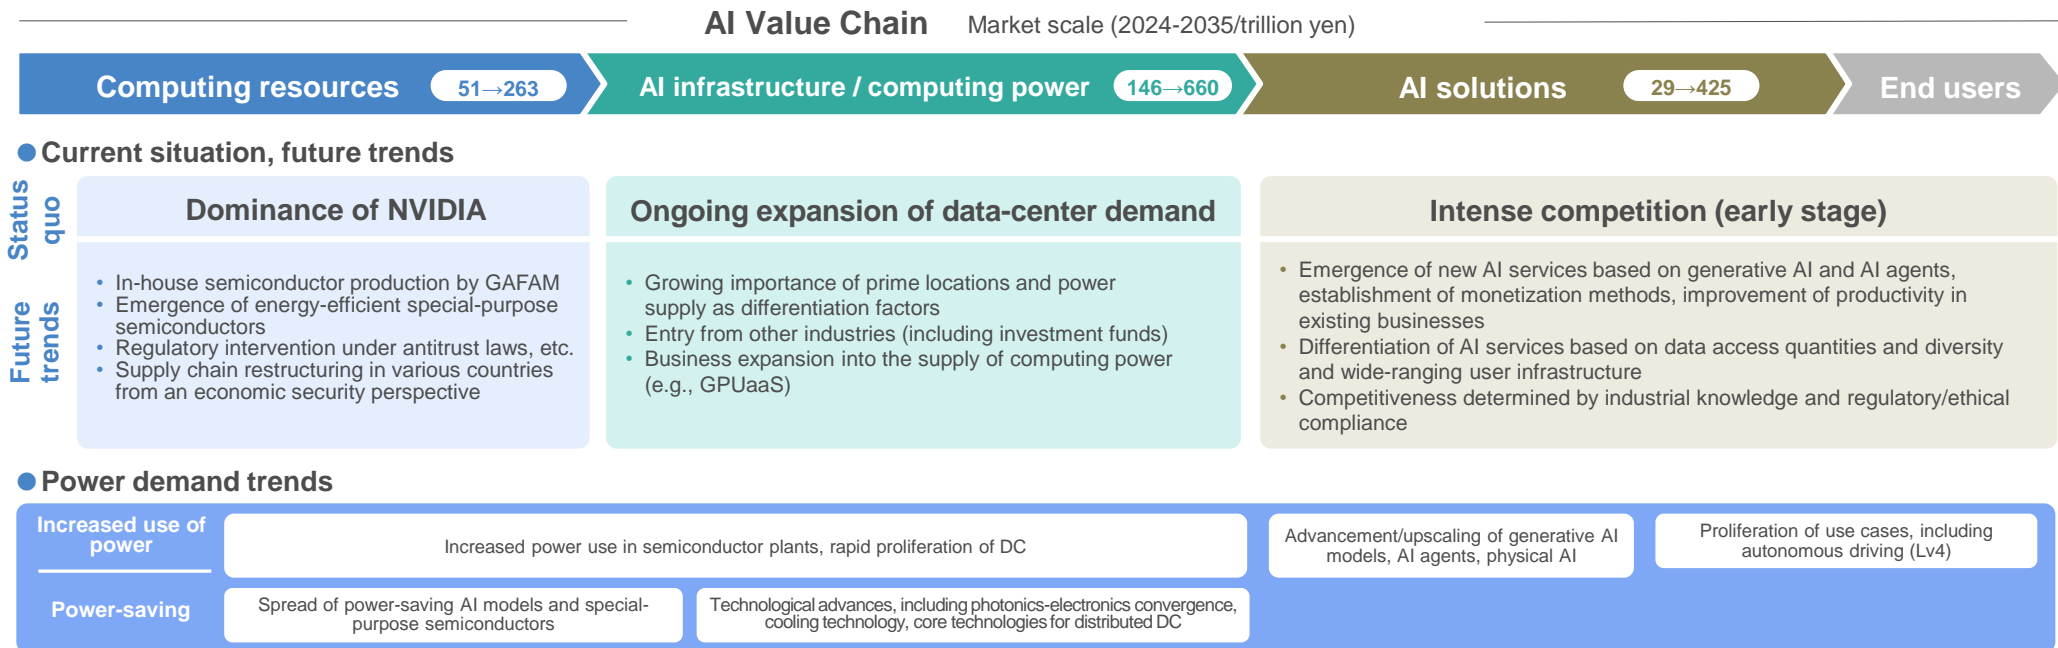 AI Value Chain Market scale (2024-2035/trillion yen)
Computing resources 51→263
AI infrastructure / computing power 146→660
AI solutions 29→425
End users
Current situation, future trends
Status
quo
Dominance of NVIDIA
Ongoing expansion of data-center demand
Intense competition (early stage)
Future
trends
• In-house semiconductor production by GAFAM
• Emergence of energy-efficient special-purpose
semiconductors
• Regulatory intervention under antitrust laws, etc.
• Supply chain restructuring in various countries
from an economic security perspective
• Growing importance of prime locations and power
supply as differentiation factors
• Entry from other industries (including investment funds)
• Business expansion into the supply of computing power
(e.g., GPUaaS)
• Emergence of new AI services based on generative AI and AI agents,
establishment of monetization methods, improvement of productivity in
existing businesses
• Differentiation of AI services based on data access quantities and diversity
and wide-ranging user infrastructure
• Competitiveness determined by industrial knowledge and regulatory/ethical
compliance
Power demand trends
Increased use of
power
Increased power use in semiconductor plants, rapid proliferation of DC
Advancement/upscaling of generative AI
models, AI agents, physical AI
Proliferation of use cases, including
autonomous driving (Lv4)
Power-saving
Spread of power-saving AI models and special-
purpose semiconductors
Technological advances, including photonics-electronics convergence,
cooling technology, core technologies for distributed DC